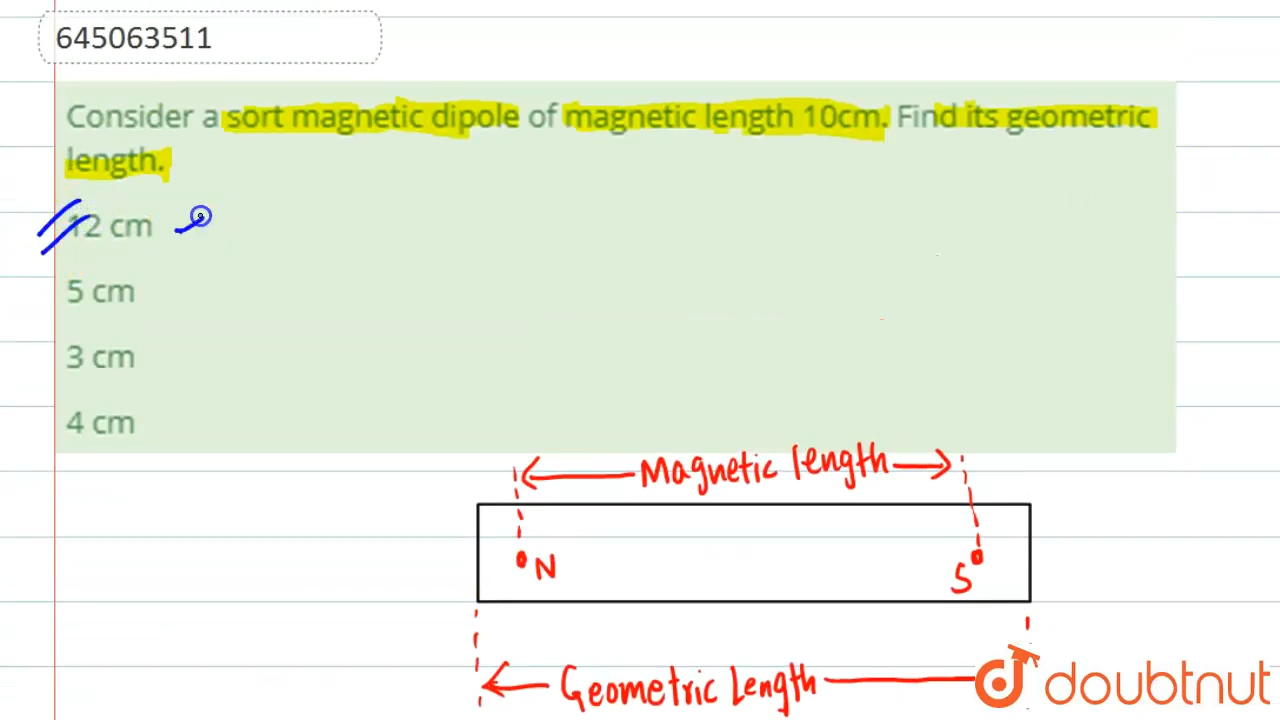 645063511
Consider a sort magnetic dipole of magnetic length 10cm. Find its geometric
length.
12 cm
5 cm
3 cm
4 cm
Magnetic length
N
S
Geometric Length
doubtnut